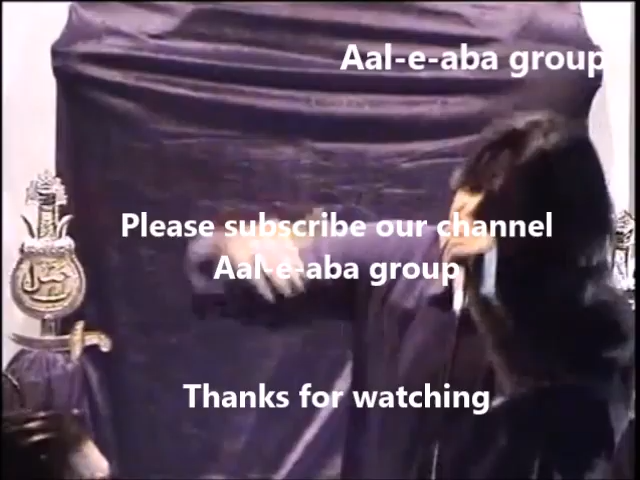 Aal-e-aba group
Please subscribe our channel
Aal-e-aba group
Thanks for watching